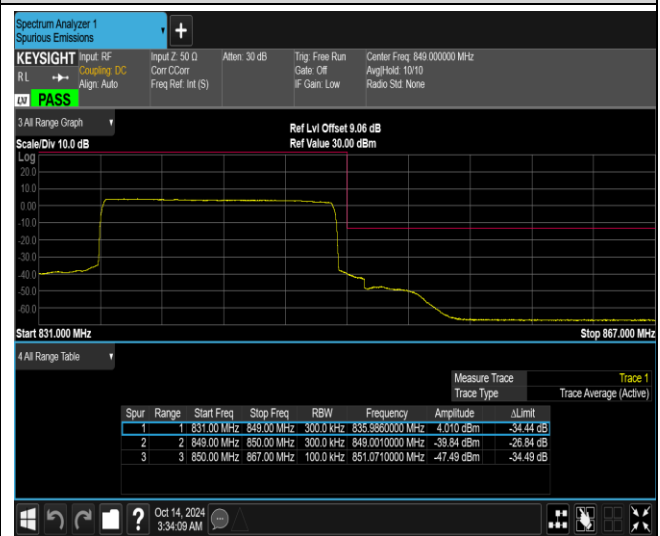 Spectrum Analyzer 1
Spurious Emissions
+
KEYSIGHT Input: RF Input Z: 50 Ω Atten: 30 dB Trig: Free Run Center Freq: 849.000000 MHz
RL Coupling: DC Corr CCorr Gate: Off Avg|Hold: 10/10
Align: Auto Freq Ref: Int (S) IF Gain: Low Radio Std: None
LXI PASS
3 All Range Graph
Ref Lvl Offset 9.06 dB
Scale/Div 10.0 dB Ref Value 30.00 dBm
Log
20.0
10.0
0.00
-10.0
-20.0
-30.0
-40.0
-50.0
-60.0
Start 831.000 MHz Stop 867.000 MHz
4 All Range Table
Measure Trace Trace 1
Trace Type Trace Average (Active)
Spur Range Start Freq Stop Freq RBW Frequency Amplitude ΔLimit
1 1 831.00 MHz 849.00 MHz 300.0 kHz 835.9860000 MHz 4.010 dBm -34.44 dB
2 2 849.00 MHz 850.00 MHz 300.0 kHz 849.0010000 MHz -39.84 dBm -26.84 dB
3 3 850.00 MHz 867.00 MHz 100.0 kHz 851.0710000 MHz -47.49 dBm -34.49 dB
? Oct 14, 2024
3:34:09 AM